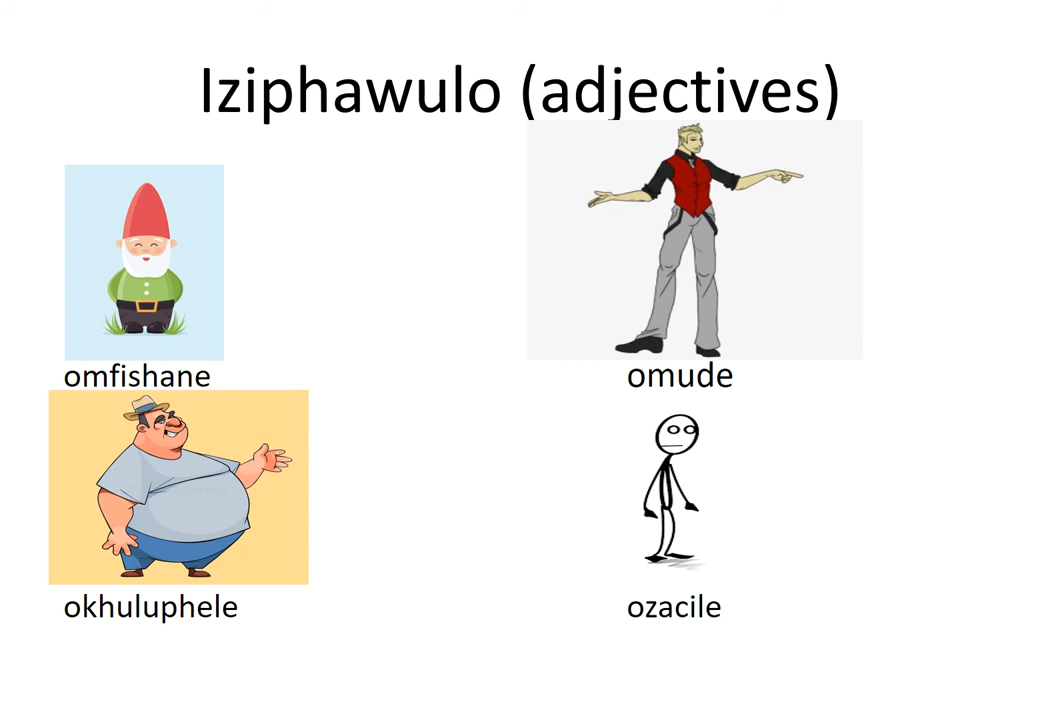 Iziphawulo (adjectives)
omfishane
omude
okhuluphele
ozacile